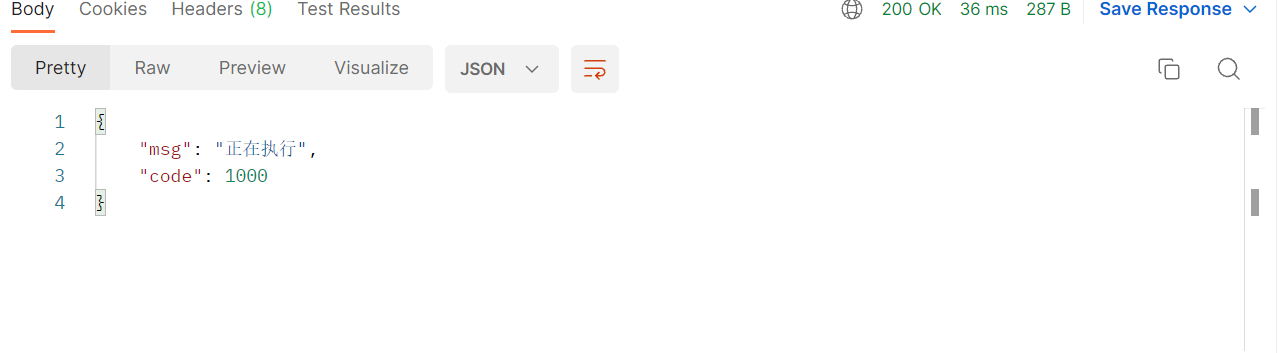 Body Cookies Headers (8) Test Results 200 OK 36 ms 287 B Save Response
Pretty Raw Preview Visualize JSON
1 {
2 "msg": "正在执行",
3 "code": 1000
4 }